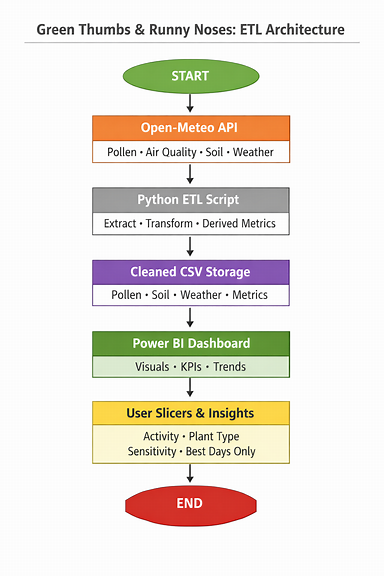 Green Thumbs & Runny Noses: ETL Architecture
START
Open-Meteo API
Pollen • Air Quality • Soil • Weather
Python ETL Script
Extract • Transform • Derived Metrics
Cleaned CSV Storage
Pollen • Soil • Weather • Metrics
Power BI Dashboard
Visuals • KPIs • Trends
User Slicers & Insights
Activity • Plant Type
Sensitivity • Best Days Only
END